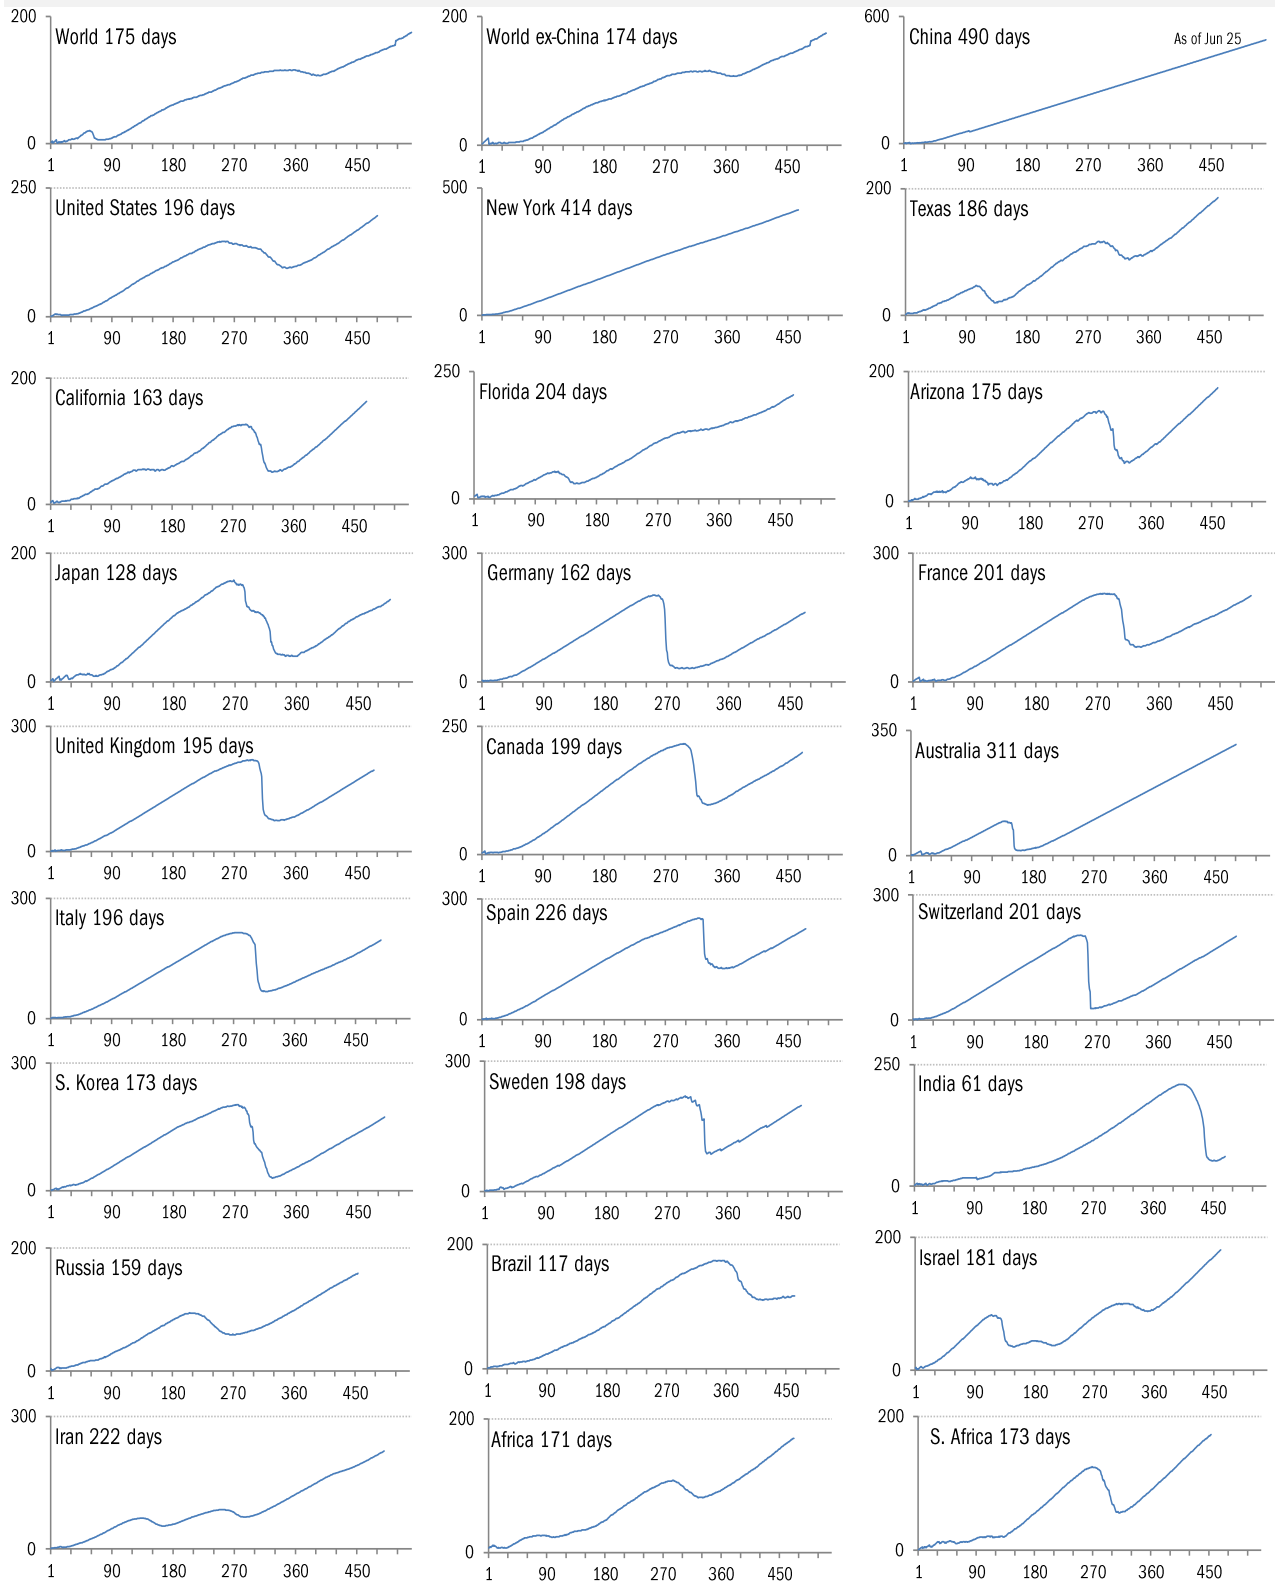 200
World 175 days
0
1 90 180 270 360 450
200
World ex-China 174 days
0
1 90 180 270 360 450
600
China 490 days
As of Jun 25
0
1 90 180 270 360 450
250
United States 196 days
0
1 90 180 270 360 450
500
New York 414 days
0
1 90 180 270 360 450
200
Texas 186 days
0
1 90 180 270 360 450
200
California 163 days
0
1 90 180 270 360 450
250
Florida 204 days
0
1 90 180 270 360 450
200
Arizona 175 days
0
1 90 180 270 360 450
200
Japan 128 days
0
1 90 180 270 360 450
300
Germany 162 days
0
1 90 180 270 360 450
300
France 201 days
0
1 90 180 270 360 450
300
United Kingdom 195 days
0
1 90 180 270 360 450
250
Canada 199 days
0
1 90 180 270 360 450
350
Australia 311 days
0
1 90 180 270 360 450
300
Italy 196 days
0
1 90 180 270 360 450
300
Spain 226 days
0
1 90 180 270 360 450
300
Switzerland 201 days
0
1 90 180 270 360 450
300
S. Korea 173 days
0
1 90 180 270 360 450
300
Sweden 198 days
0
1 90 180 270 360 450
250
India 61 days
0
1 90 180 270 360 450
200
Russia 159 days
0
1 90 180 270 360 450
200
Brazil 117 days
0
1 90 180 270 360 450
200
Israel 181 days
0
1 90 180 270 360 450
300
Iran 222 days
0
1 90 180 270 360 450
200
Africa 171 days
0
1 90 180 270 360 450
200
S. Africa 173 days
0
1 90 180 270 360 450